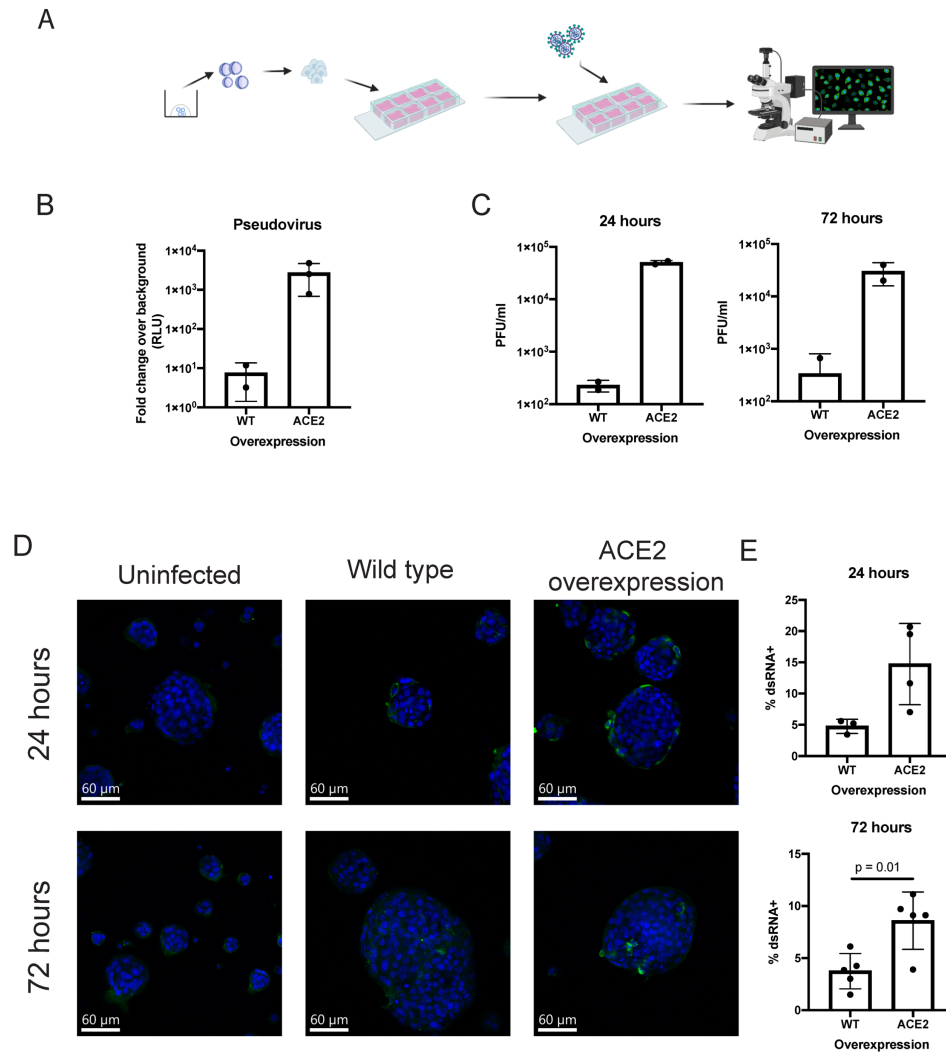 A
B
Pseudovirus
Fold change over background
(RLU)
1×10⁴
1×10³
1×10²
1×10¹
1×10⁰
WT
ACE2
Overexpression
C
24 hours
PFU/ml
1×10⁵
1×10⁴
1×10³
1×10²
WT
ACE2
Overexpression
72 hours
PFU/ml
1×10⁵
1×10⁴
1×10³
1×10²
WT
ACE2
Overexpression
D
Uninfected
Wild type
ACE2
overexpression
24 hours
60 µm
60 µm
60 µm
72 hours
60 µm
60 µm
60 µm
E
24 hours
% dsRNA+
25
20
15
10
5
0
WT
ACE2
Overexpression
72 hours
% dsRNA+
15
10
5
0
p = 0.01
WT
ACE2
Overexpression